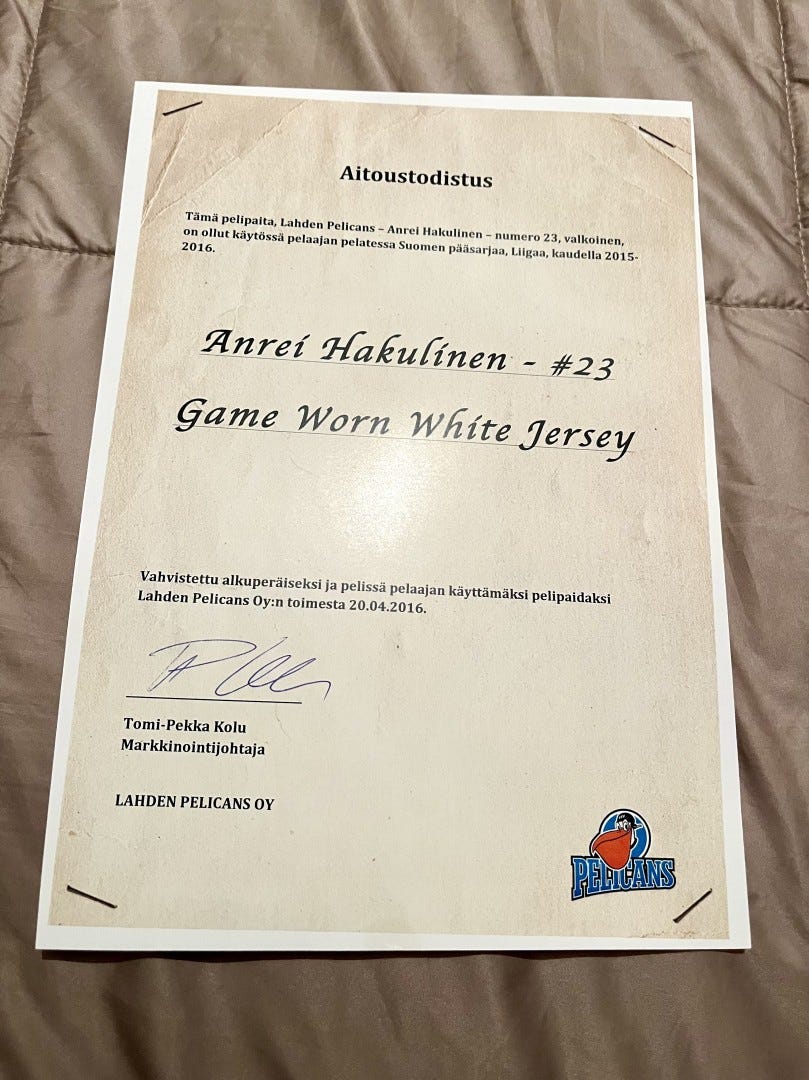 Aitoustodistus
Tämä pelipaita, Lahden Pelicans – Anrei Hakulinen – numero 23, valkoinen,
on ollut käytössä pelaajan pelatessa Suomen pääsarjaa, Liigaa, kaudella 2015-
2016.
Anrei Hakulinen - #23
Game Worn White Jersey
Vahvistettu alkuperäiseksi ja pelissä pelaajan käyttämäksi pelipaidaksi
Lahden Pelicans Oy:n toimesta 20.04.2016.
Tomi-Pekka Kolu
Markkinointijohtaja
LAHDEN PELICANS OY
PELICANS